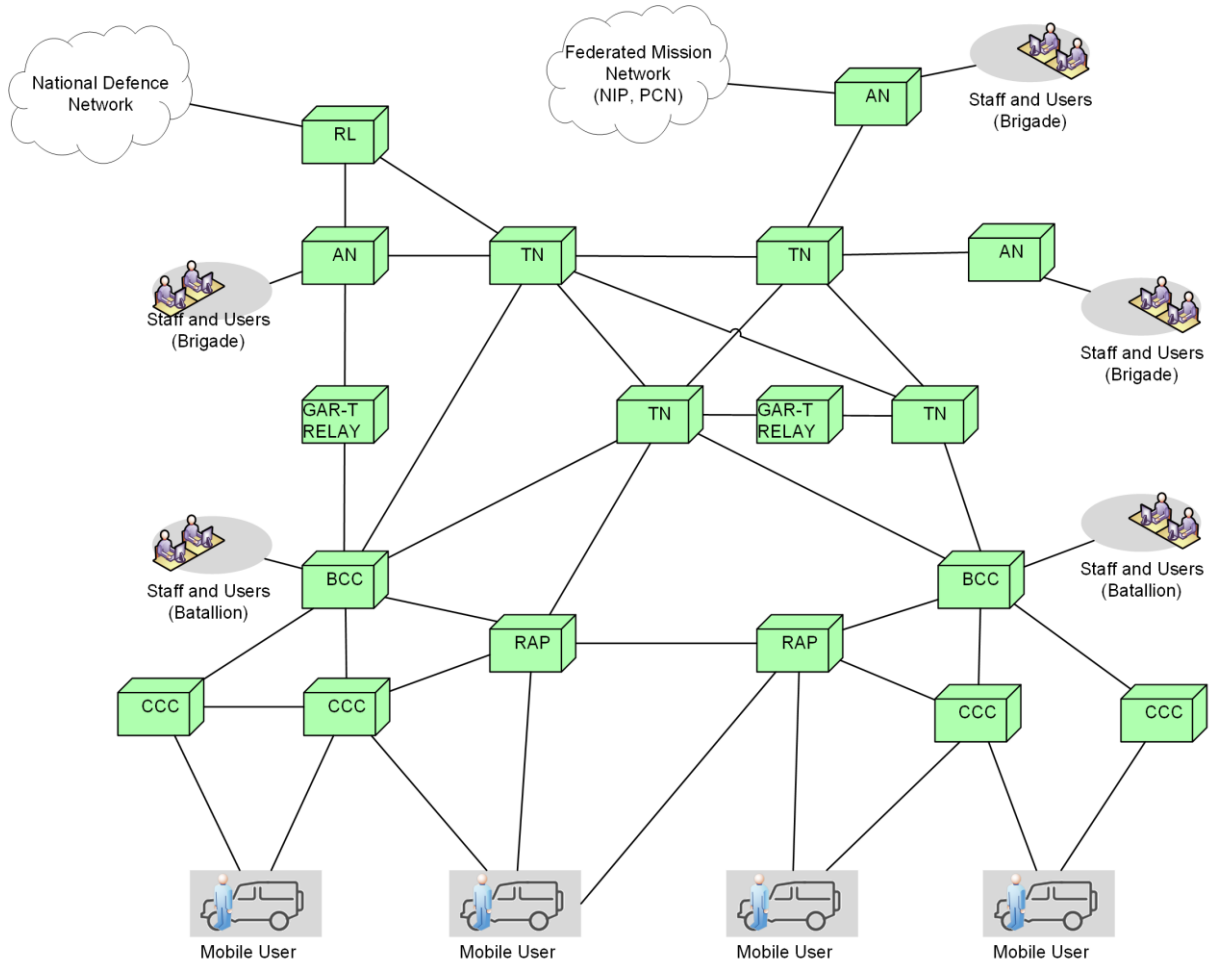 National Defence
Network
Federated Mission
Network
(NIP, PCN)
AN
Staff and Users
(Brigade)
RL
AN
TN
TN
AN
Staff and Users
(Brigade)
Staff and Users
(Brigade)
GAR-T
RELAY
TN
GAR-T
RELAY
TN
Staff and Users
(Batallion)
BCC
BCC
Staff and Users
(Batallion)
RAP
RAP
CCC
CCC
CCC
CCC
Mobile User
Mobile User
Mobile User
Mobile User